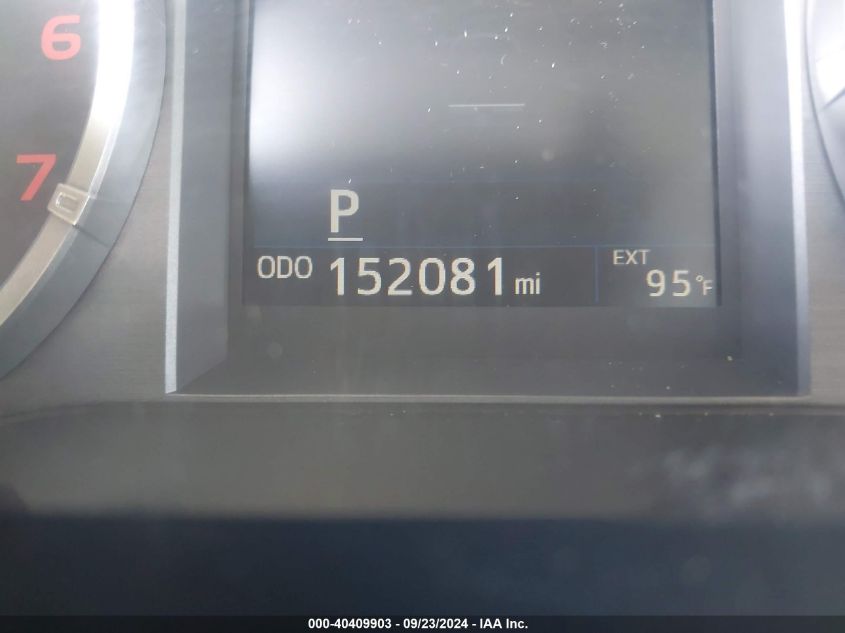 6
7
P
ODO 152081 mi
EXT
95°F
000-40409903 - 09/23/2024 - IAA Inc.